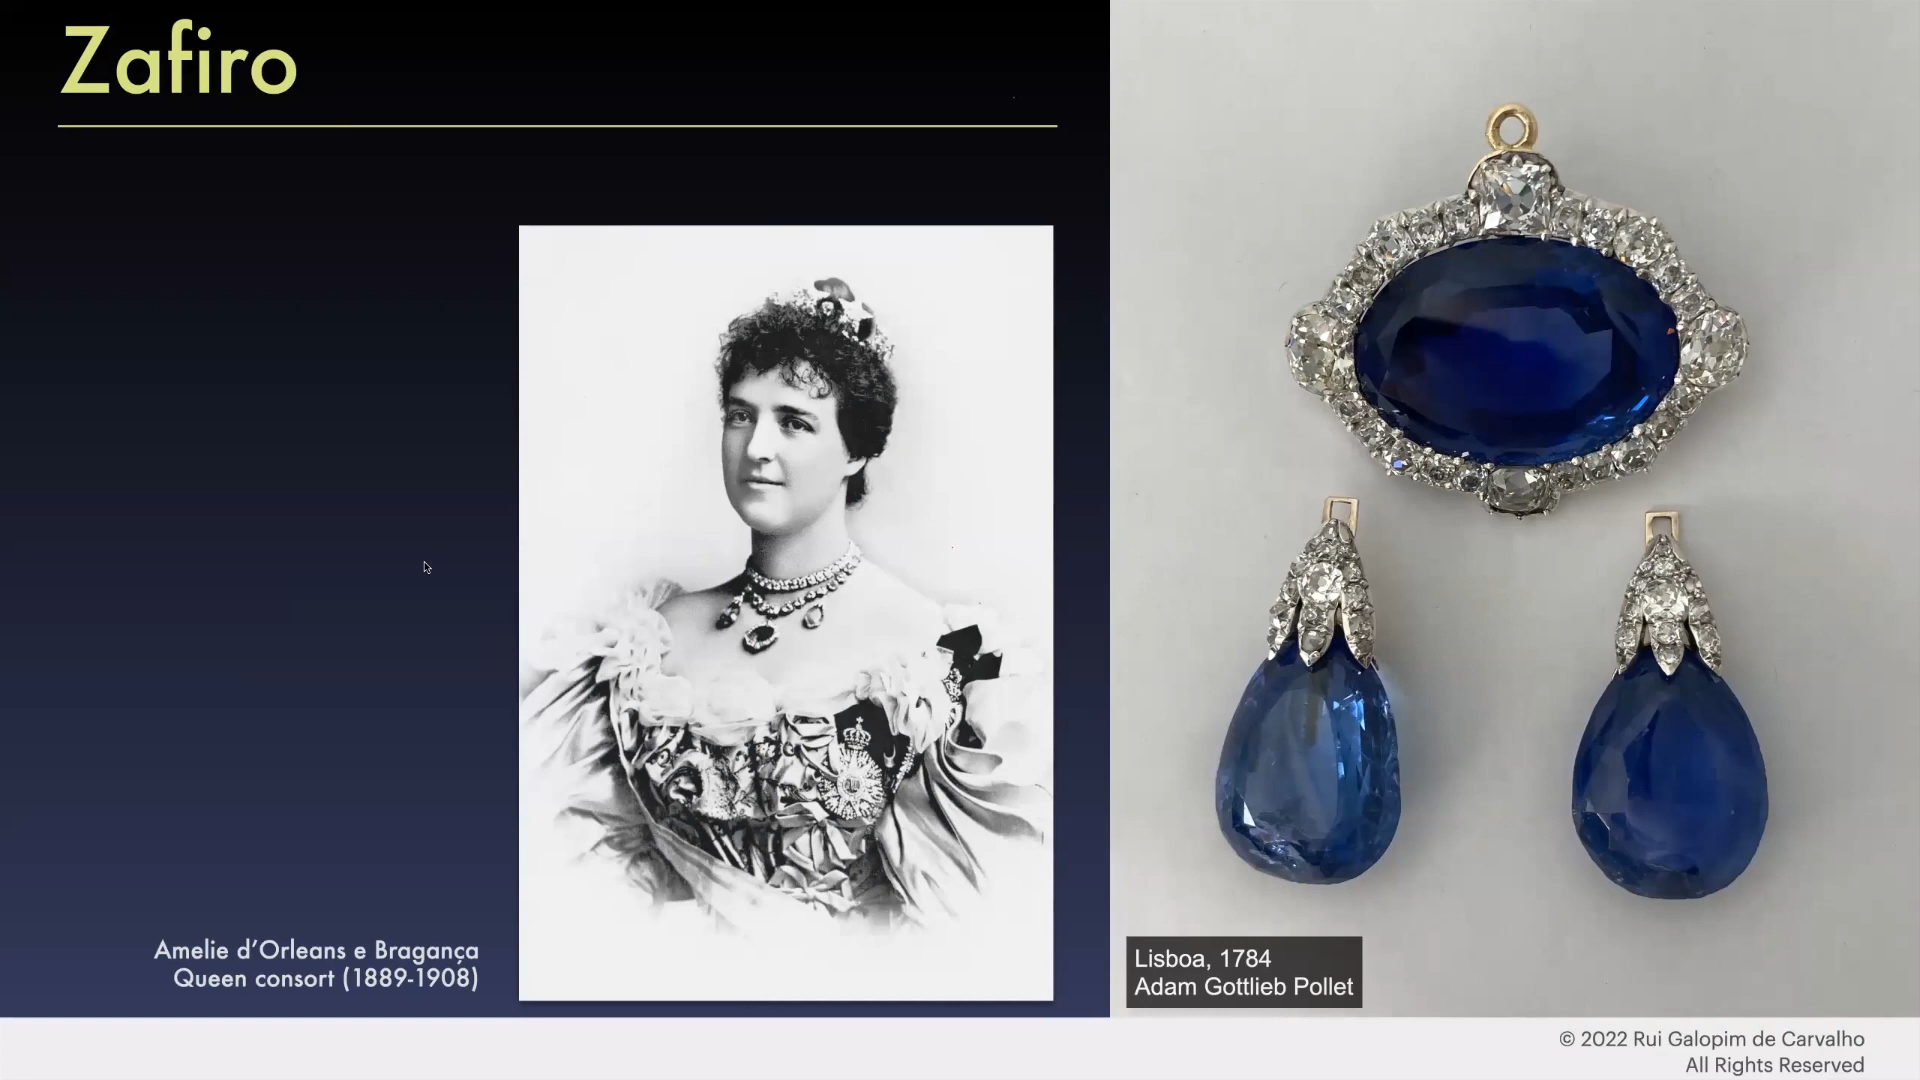 Zafiro
Amelie d'Orleans e Bragança
Queen consort (1889-1908)
Lisboa, 1784
Adam Gottlieb Pollet
© 2022 Rui Galopim de Carvalho
All Rights Reserved